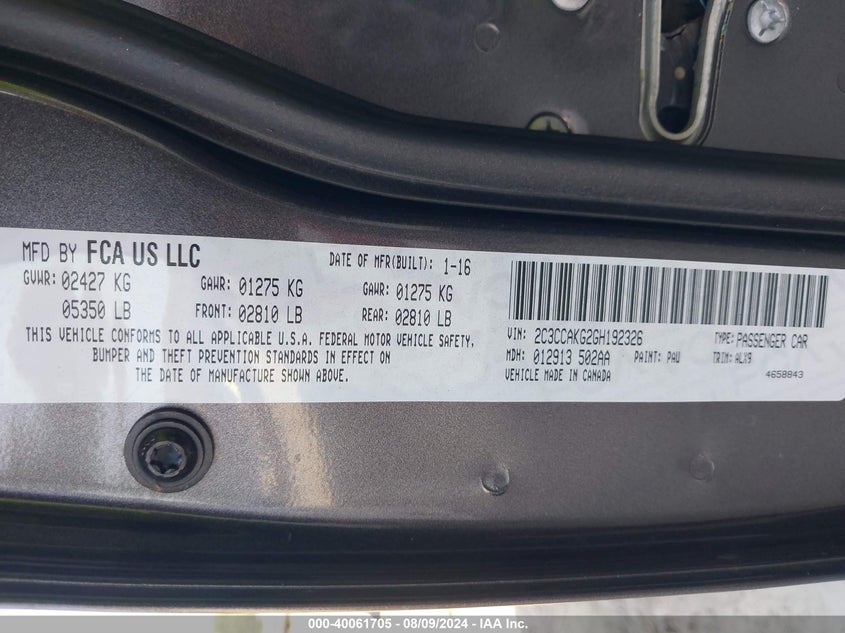 MFD BY FCA US LLC
DATE OF MFR(BUILT): 1-16
GVWR: 02427 KG
GAWR: 01275 KG
GAWR: 01275 KG
05350 LB
FRONT: 02810 LB
REAR: 02810 LB
THIS VEHICLE CONFORMS TO ALL APPLICABLE U.S.A. FEDERAL MOTOR VEHICLE SAFETY,
BUMPER AND THEFT PREVENTION STANDARDS IN EFFECT ON
THE DATE OF MANUFACTURE SHOWN ABOVE.
VIN: 2C3CCAKG2GH192326
TYPE: PASSENGER CAR
MDH: 012913 502AA
PAINT: PAU
TRIM: ALX9
VEHICLE MADE IN CANADA
4658843
000-40061705 - 08/09/2024 - IAAI Inc.